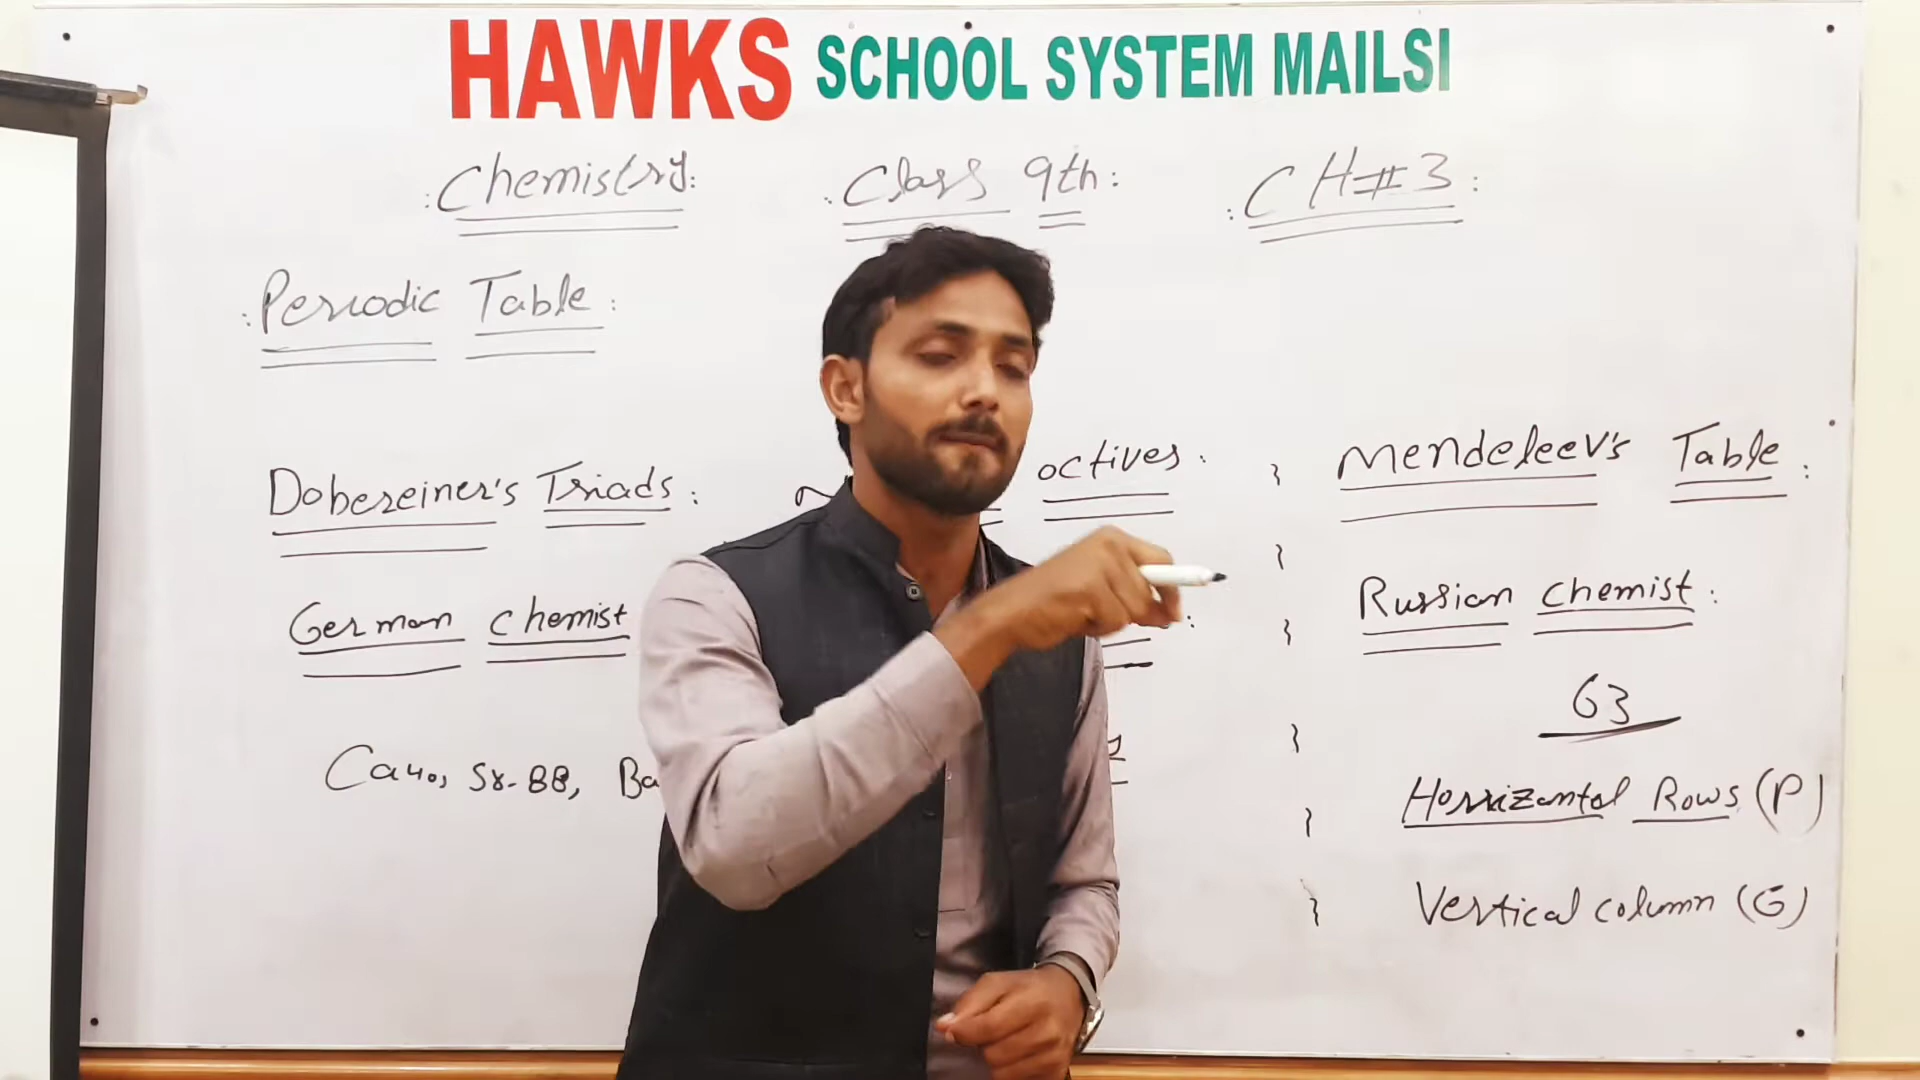 HAWKS SCHOOL SYSTEM MAILSI
:Chemistry: :Class 9th: :CH#3:
:Periodic Table:
Dobereiner's Triads: octives: Mendeleev's Table:
German chemist Russian chemist:
63
Ca40, Sr-88, Ba
Horrizantal Rows (P)
Vertical column (G)